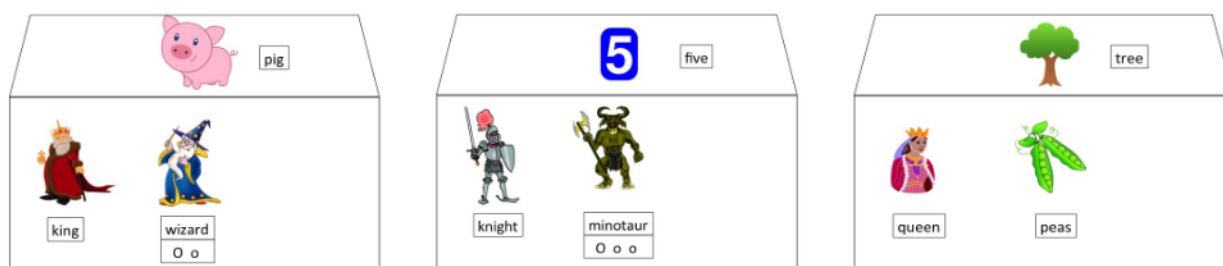 pig
king
wizard
O o
5
five
knight
minotaur
O o o
tree
queen
peas